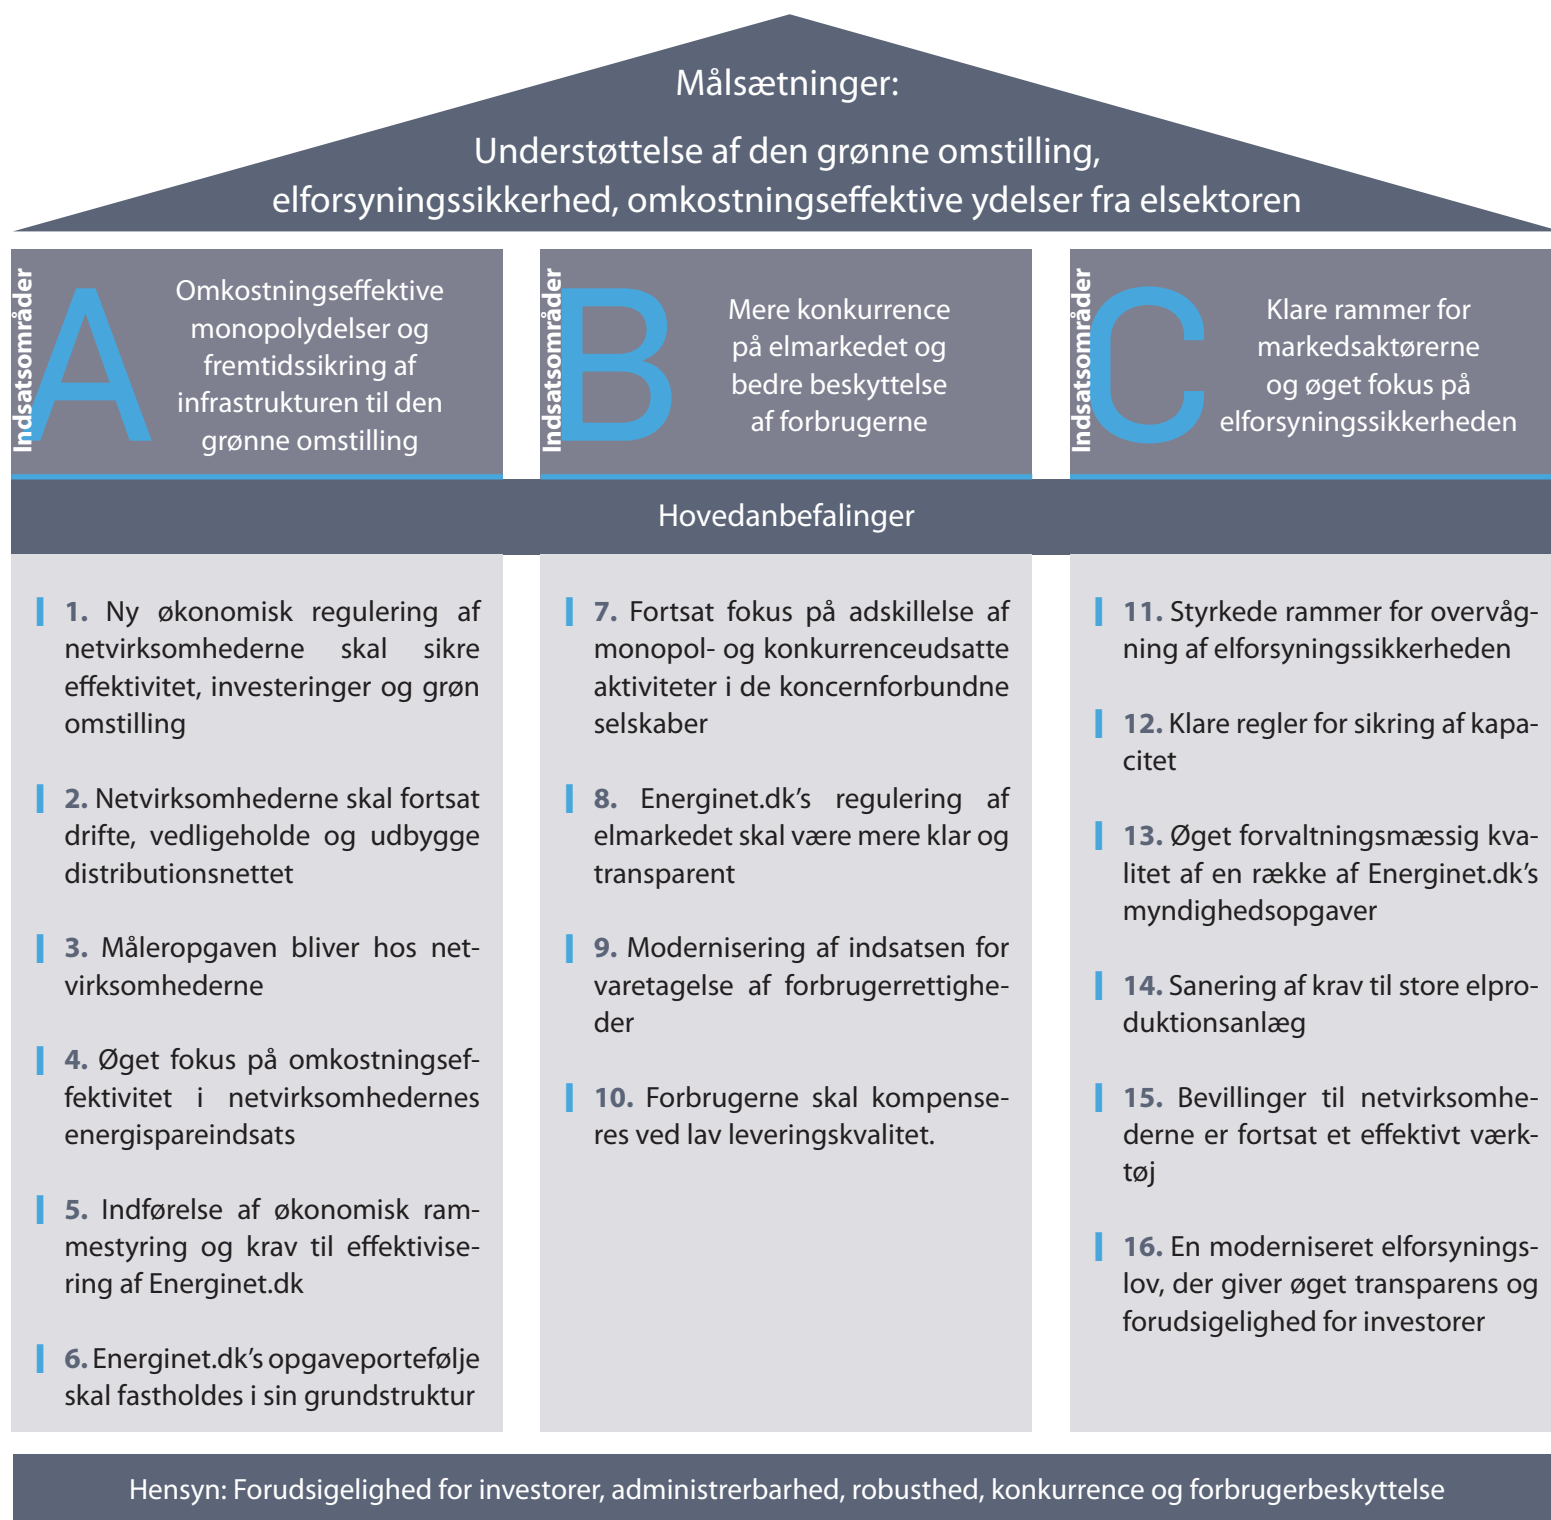 Målsætninger:
Understøttelse af den grønne omstilling,
elforsyningssikkerhed, omkostningseffektive ydelser fra elsektoren
Indsatsområder
A
Omkostningseffektive
monopolydelser og
fremtidssikring af
infrastrukturen til den
grønne omstilling
Indsatsområder
B
Mere konkurrence
på elmarkedet og
bedre beskyttelse
af forbrugerne
Indsatsområder
C
Klare rammer for
markedsaktørerne
og øget fokus på
elforsyningssikkerheden
Hovedanbefalinger
1. Ny økonomisk regulering af
netvirksomhederne skal sikre
effektivitet, investeringer og grøn
omstilling
2. Netvirksomhederne skal fortsat
drifte, vedligeholde og udbygge
distributionsnettet
3. Måleropgaven bliver hos net-
virksomhederne
4. Øget fokus på omkostningsef-
fektivitet i netvirksomhedernes
energispareindsats
5. Indførelse af økonomisk ram-
mestyring og krav til effektivise-
ring af Energinet.dk
6. Energinet.dk's opgaveportefølje
skal fastholdes i sin grundstruktur
7. Fortsat fokus på adskillelse af
monopol- og konkurrenceudsatte
aktiviteter i de koncernforbundne
selskaber
8. Energinet.dk's regulering af
elmarkedet skal være mere klar og
transparent
9. Modernisering af indsatsen for
varetagelse af forbrugerrettighe-
der
10. Forbrugerne skal kompense-
res ved lav leveringskvalitet.
11. Styrkede rammer for overvåg-
ning af elforsyningssikkerheden
12. Klare regler for sikring af kapa-
citet
13. Øget forvaltningsmæssig kva-
litet af en række af Energinet.dk's
myndighedsopgaver
14. Sanering af krav til store elpro-
duktionsanlæg
15. Bevillinger til netvirksomhe-
derne er fortsat et effektivt værk-
tøj
16. En moderniseret elforsynings-
lov, der giver øget transparens og
forudsigelighed for investorer
Hensyn: Forudsigelighed for investorer, administrerbarhed, robusthed, konkurrence og forbrugerbeskyttelse